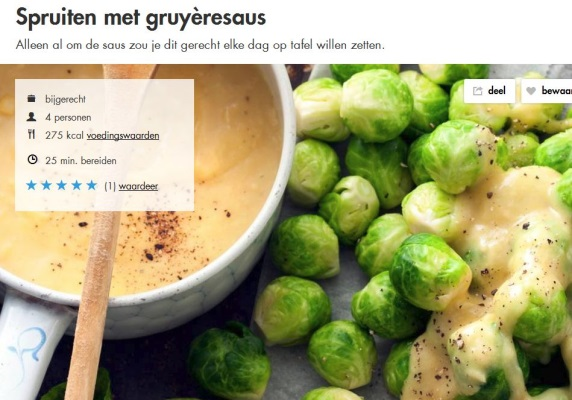 Spruiten met gruyèresaus
Alleen al om de saus zou je dit gerecht elke dag op tafel willen zetten.
bijgerecht
4 personen
275 kcal voedingswaarden
25 min. bereiden
(1) waardeer
deel
bewaar